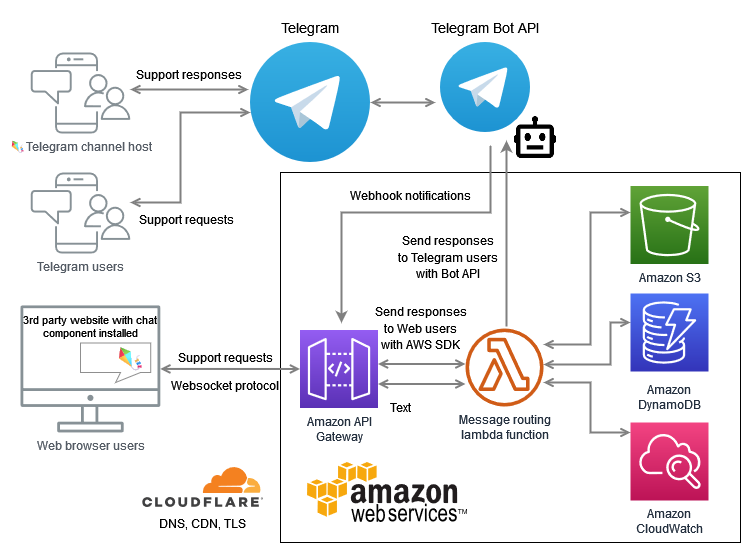 Telegram
Telegram Bot API
Support responses
Telegram channel host
Support requests
Telegram users
Webhook notifications
Send responses
to Telegram users
with Bot API
Amazon S3
3rd party website with chat
component installed
Send responses
to Web users
with AWS SDK
Support requests
Websocket protocol
Amazon
DynamoDB
Text
Amazon API
Gateway
Message routing
lambda function
Web browser users
CLOUDFLARE
DNS, CDN, TLS
amazon
web services™
Amazon
CloudWatch